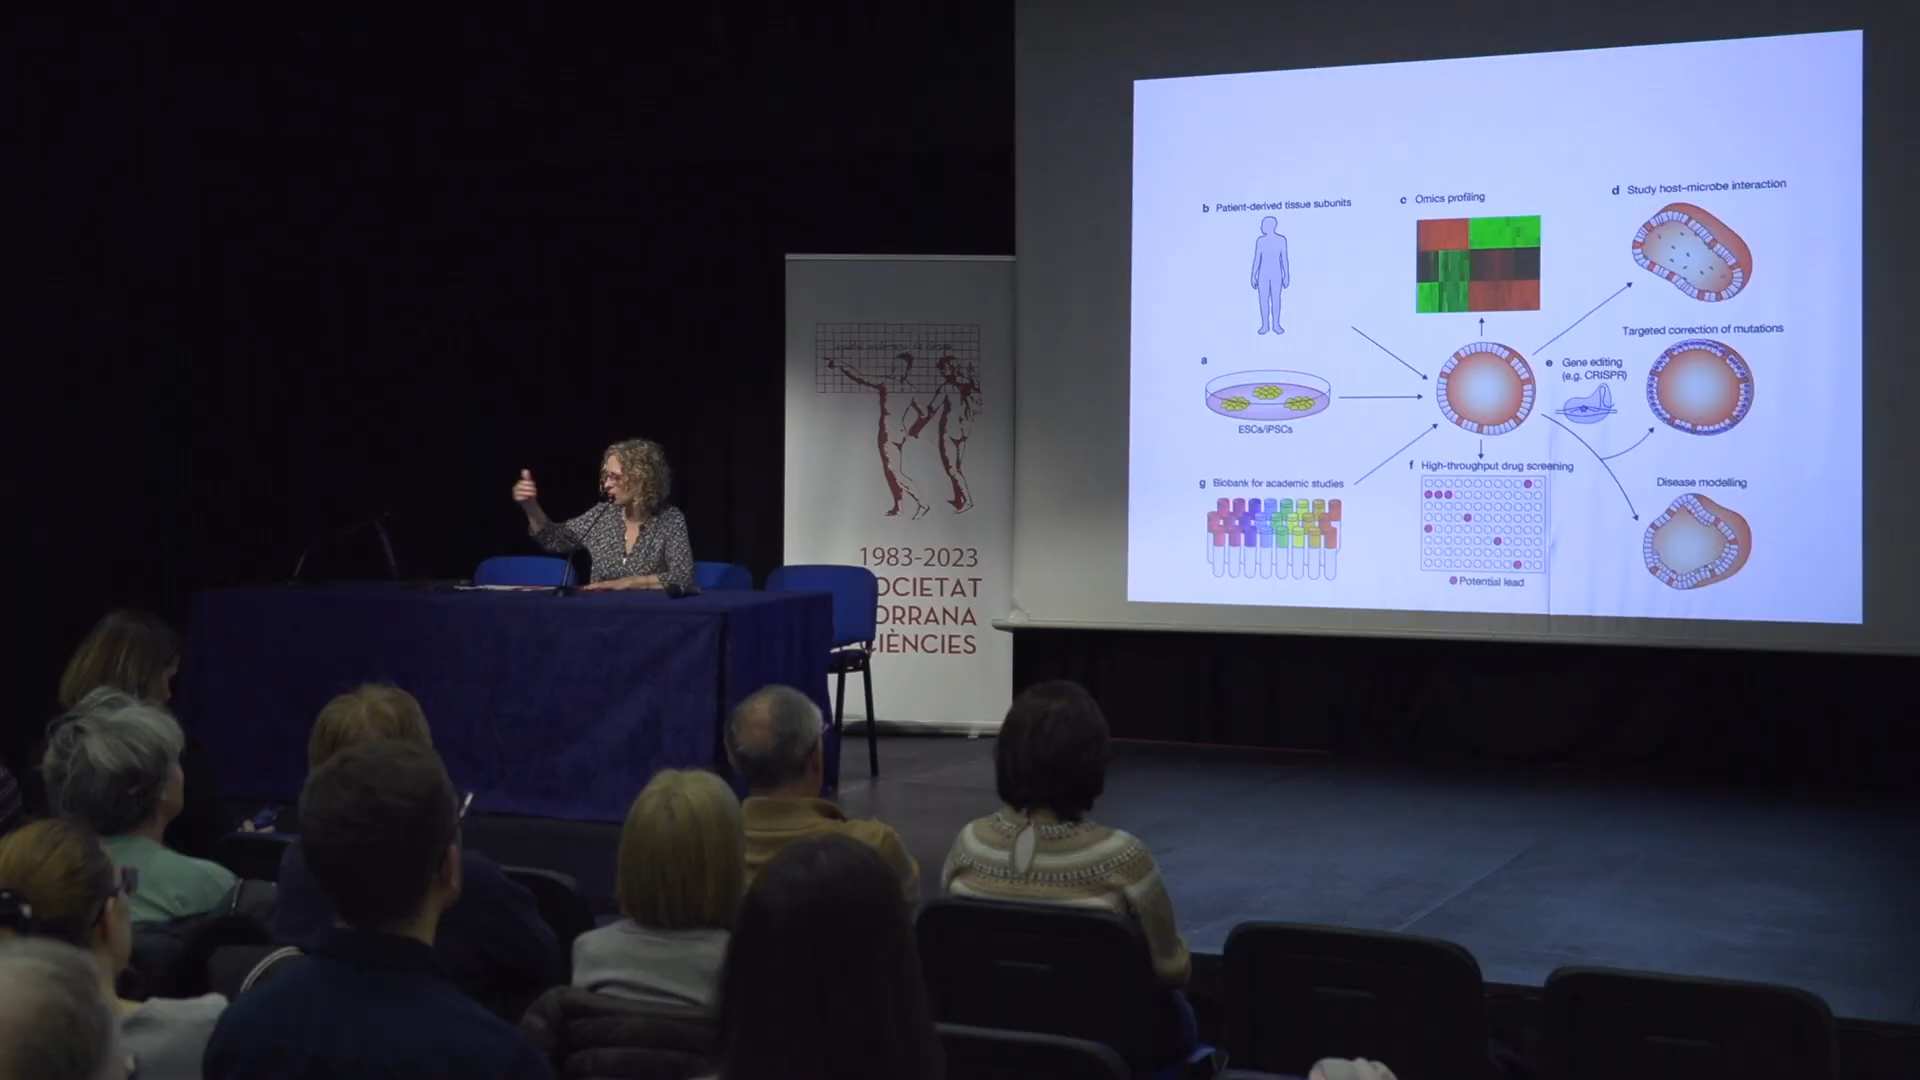 b Patient-derived tissue subunits
c Omics profiling
d Study host–microbe interaction
Targeted correction of mutations
a
e Gene editing
(e.g. CRISPR)
ESCs/iPSCs
f High-throughput drug screening
g Biobank for academic studies
Disease modelling
Potential lead
1983-2023
OCIETAT
ORRANA
CIÈNCIES